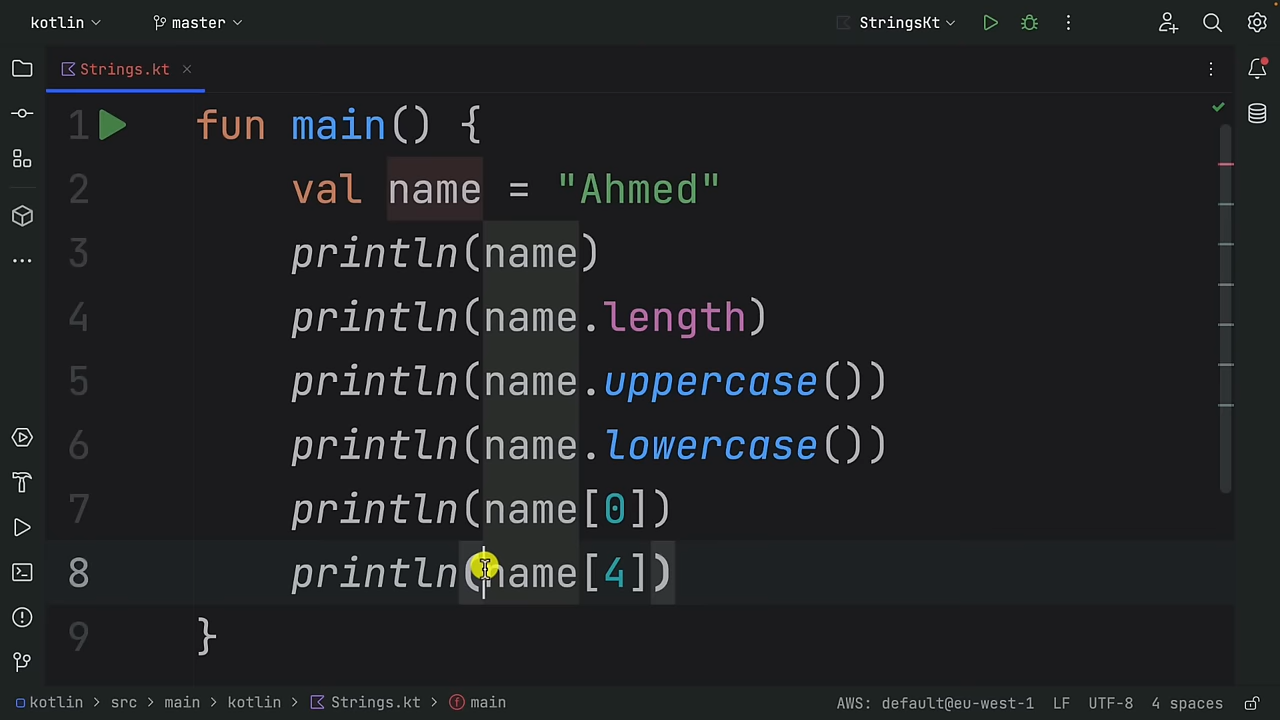 kotlin master StringsKt
Strings.kt
1 fun main() {
2 val name = "Ahmed"
3 println(name)
4 println(name.length)
5 println(name.uppercase())
6 println(name.lowercase())
7 println(name[0])
8 println(name[4])
9 }
kotlin > src > main > kotlin > Strings.kt > main AWS: default@eu-west-1 LF UTF-8 4 spaces